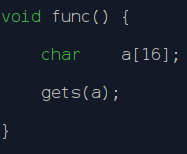 void func() {
char a[16];
gets(a);
}